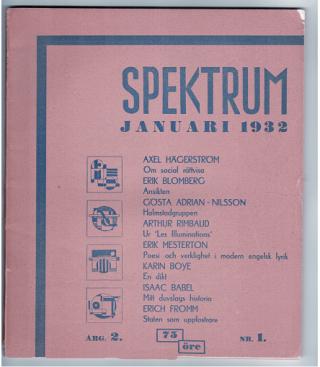 SPEKTRUM
JANUARI 1932
AXEL HÄGERSTRÖM
Om social rättvisa
ERIK BLOMBERG
Ansikten
GÖSTA ADRIAN-NILSSON
Halmstadgruppen
ARTHUR RIMBAUD
Ur 'Les Illuminations'
ERIK MESTERTON
Poesi och verklighet i modern engelsk lyrik
KARIN BOYE
En dikt
ISAAC BABEL
Mitt duvslags historia
ERICH FROMM
Staten som uppfostrare
ÅRG. 2. 75 öre NR. 1.